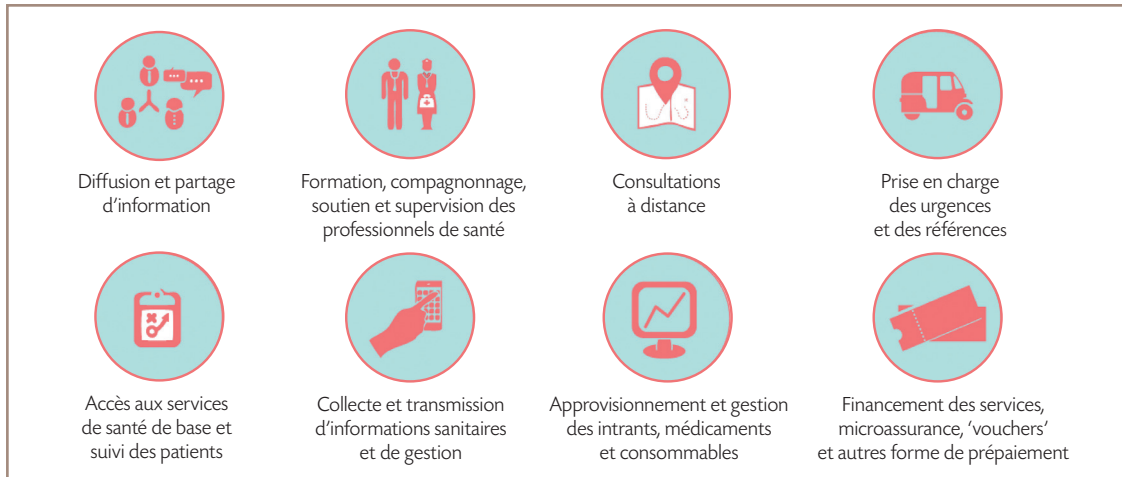 Diffusion et partage
d’information
Formation, compagnonnage,
soutien et supervision des
professionnels de santé
Consultations
à distance
Prise en charge
des urgences
et des références
Accès aux services
de santé de base et
suivi des patients
Collecte et transmission
d’informations sanitaires
et de gestion
Approvisionnement et gestion
des intrants, médicaments
et consommables
Financement des services,
microassurance, ‘vouchers’
et autres forme de prépaiement